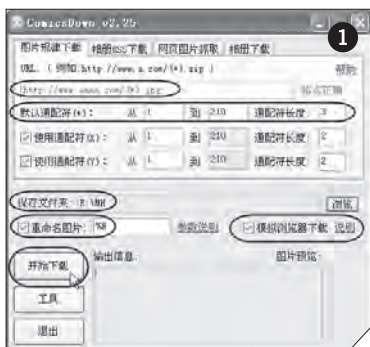 ComicsDown v2.25
1
图片规律下载 相册RSS下载 网页图片抓取 相册下载
URL ( 例如 http //www.a com/(*).zip ) 帮助
http //www com/(*) jpg
默认通配符(*): 从 1 到 210 通配符长度: 3
使用通配符(X): 从 1 到 210 通配符长度: 2
使用通配符(Y): 从 1 到 210 通配符长度: 2
保存文件夹: 浏览
重命名图片: 参数说明 模拟浏览器下载 说明
开始下载 输出信息: 图片预览:
工具
退出